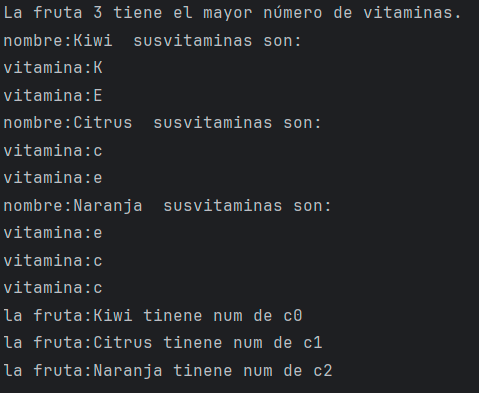 La fruta 3 tiene el mayor número de vitaminas.
nombre:Kiwi  susvitaminas son:
vitamina:K
vitamina:E
nombre:Citrus  susvitaminas son:
vitamina:c
vitamina:e
nombre:Naranja  susvitaminas son:
vitamina:e
vitamina:c
vitamina:c
la fruta:Kiwi tinene num de c0
la fruta:Citrus tinene num de c1
la fruta:Naranja tinene num de c2